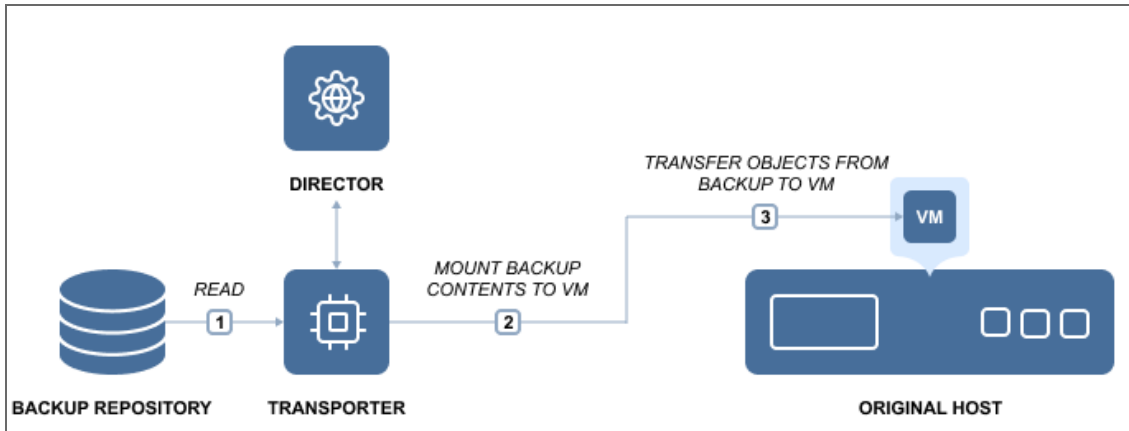 DIRECTOR
TRANSFER OBJECTS FROM
BACKUP TO VM
3
VM
READ
1
MOUNT BACKUP
CONTENTS TO VM
2
BACKUP REPOSITORY
TRANSPORTER
ORIGINAL HOST